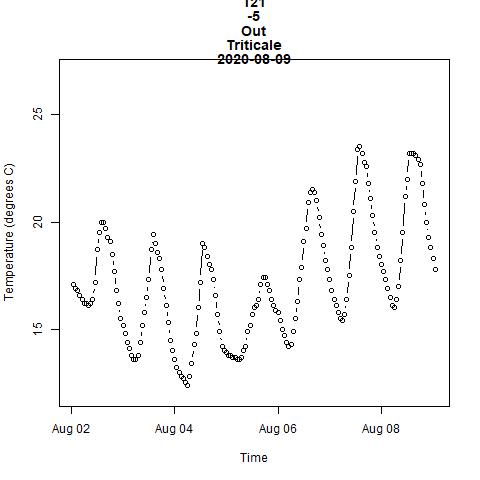 121
-5
Out
Triticale
2020-08-09
25
20
15
Temperature (degrees C)
Aug 02
Aug 04
Aug 06
Aug 08
Time